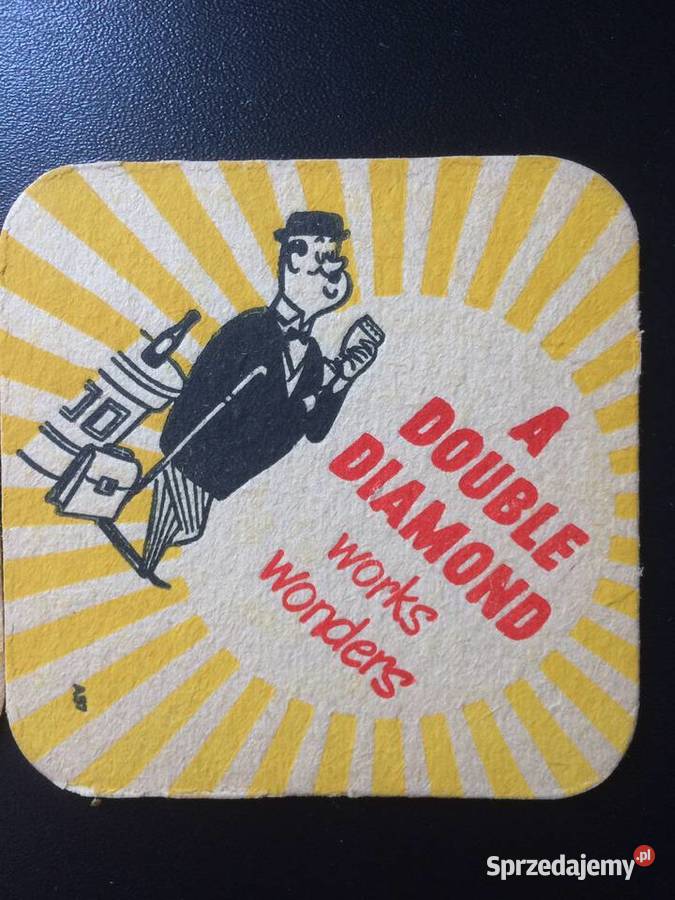 A
DOUBLE
DIAMOND
works
wonders
Sprzedajemy.pl